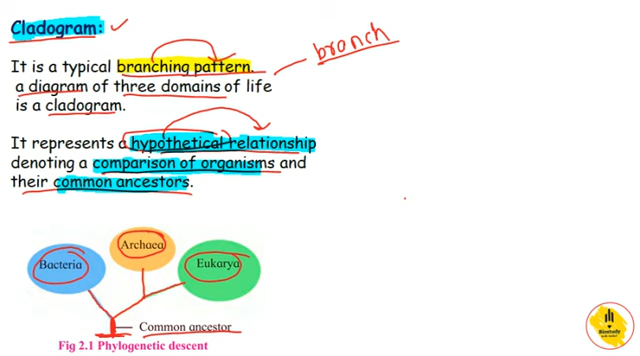 Cladogram:
branch
It is a typical branching pattern.
a diagram of three domains of life
is a cladogram.
It represents a hypothetical relationship
denoting a comparison of organisms and
their common ancestors.
Bacteria
Archaea
Eukarya
Common ancestor
Fig 2.1 Phylogenetic descent